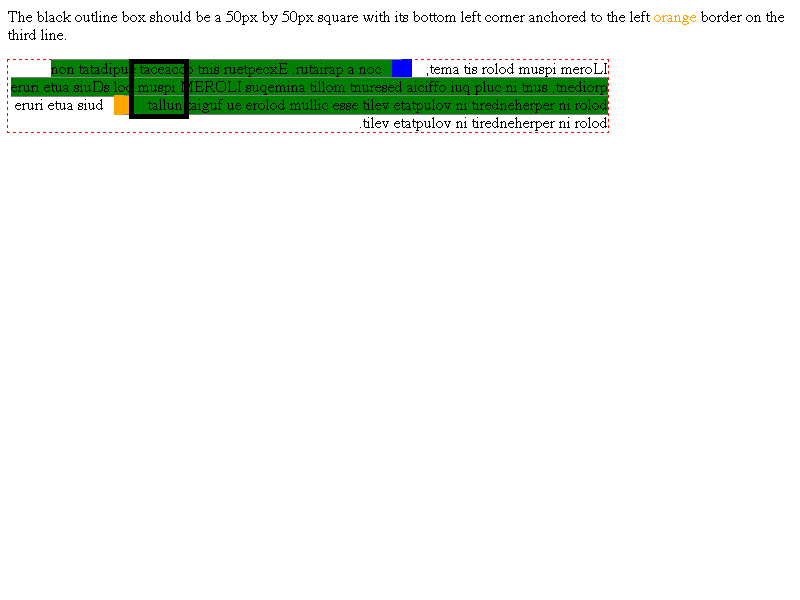 The black outline box should be a 50px by 50px square with its bottom left corner anchored to the left orange border on the
third line.
non tatadipuc taceacco tnis ruetpecxE .rutairap a noc ,tema tis rolod muspi meroLI
eruri etua siuDs loc muspi MEROLI suqemina tillom tnuresed aiciffo iuq pluc ni tnus ,tnediorp
eruri etua siud tallun taiguf ue erolod mullic esse tilev etatpulov ni tiredneherper ni rolod
.tilev etatpulov ni tiredneherper ni rolod